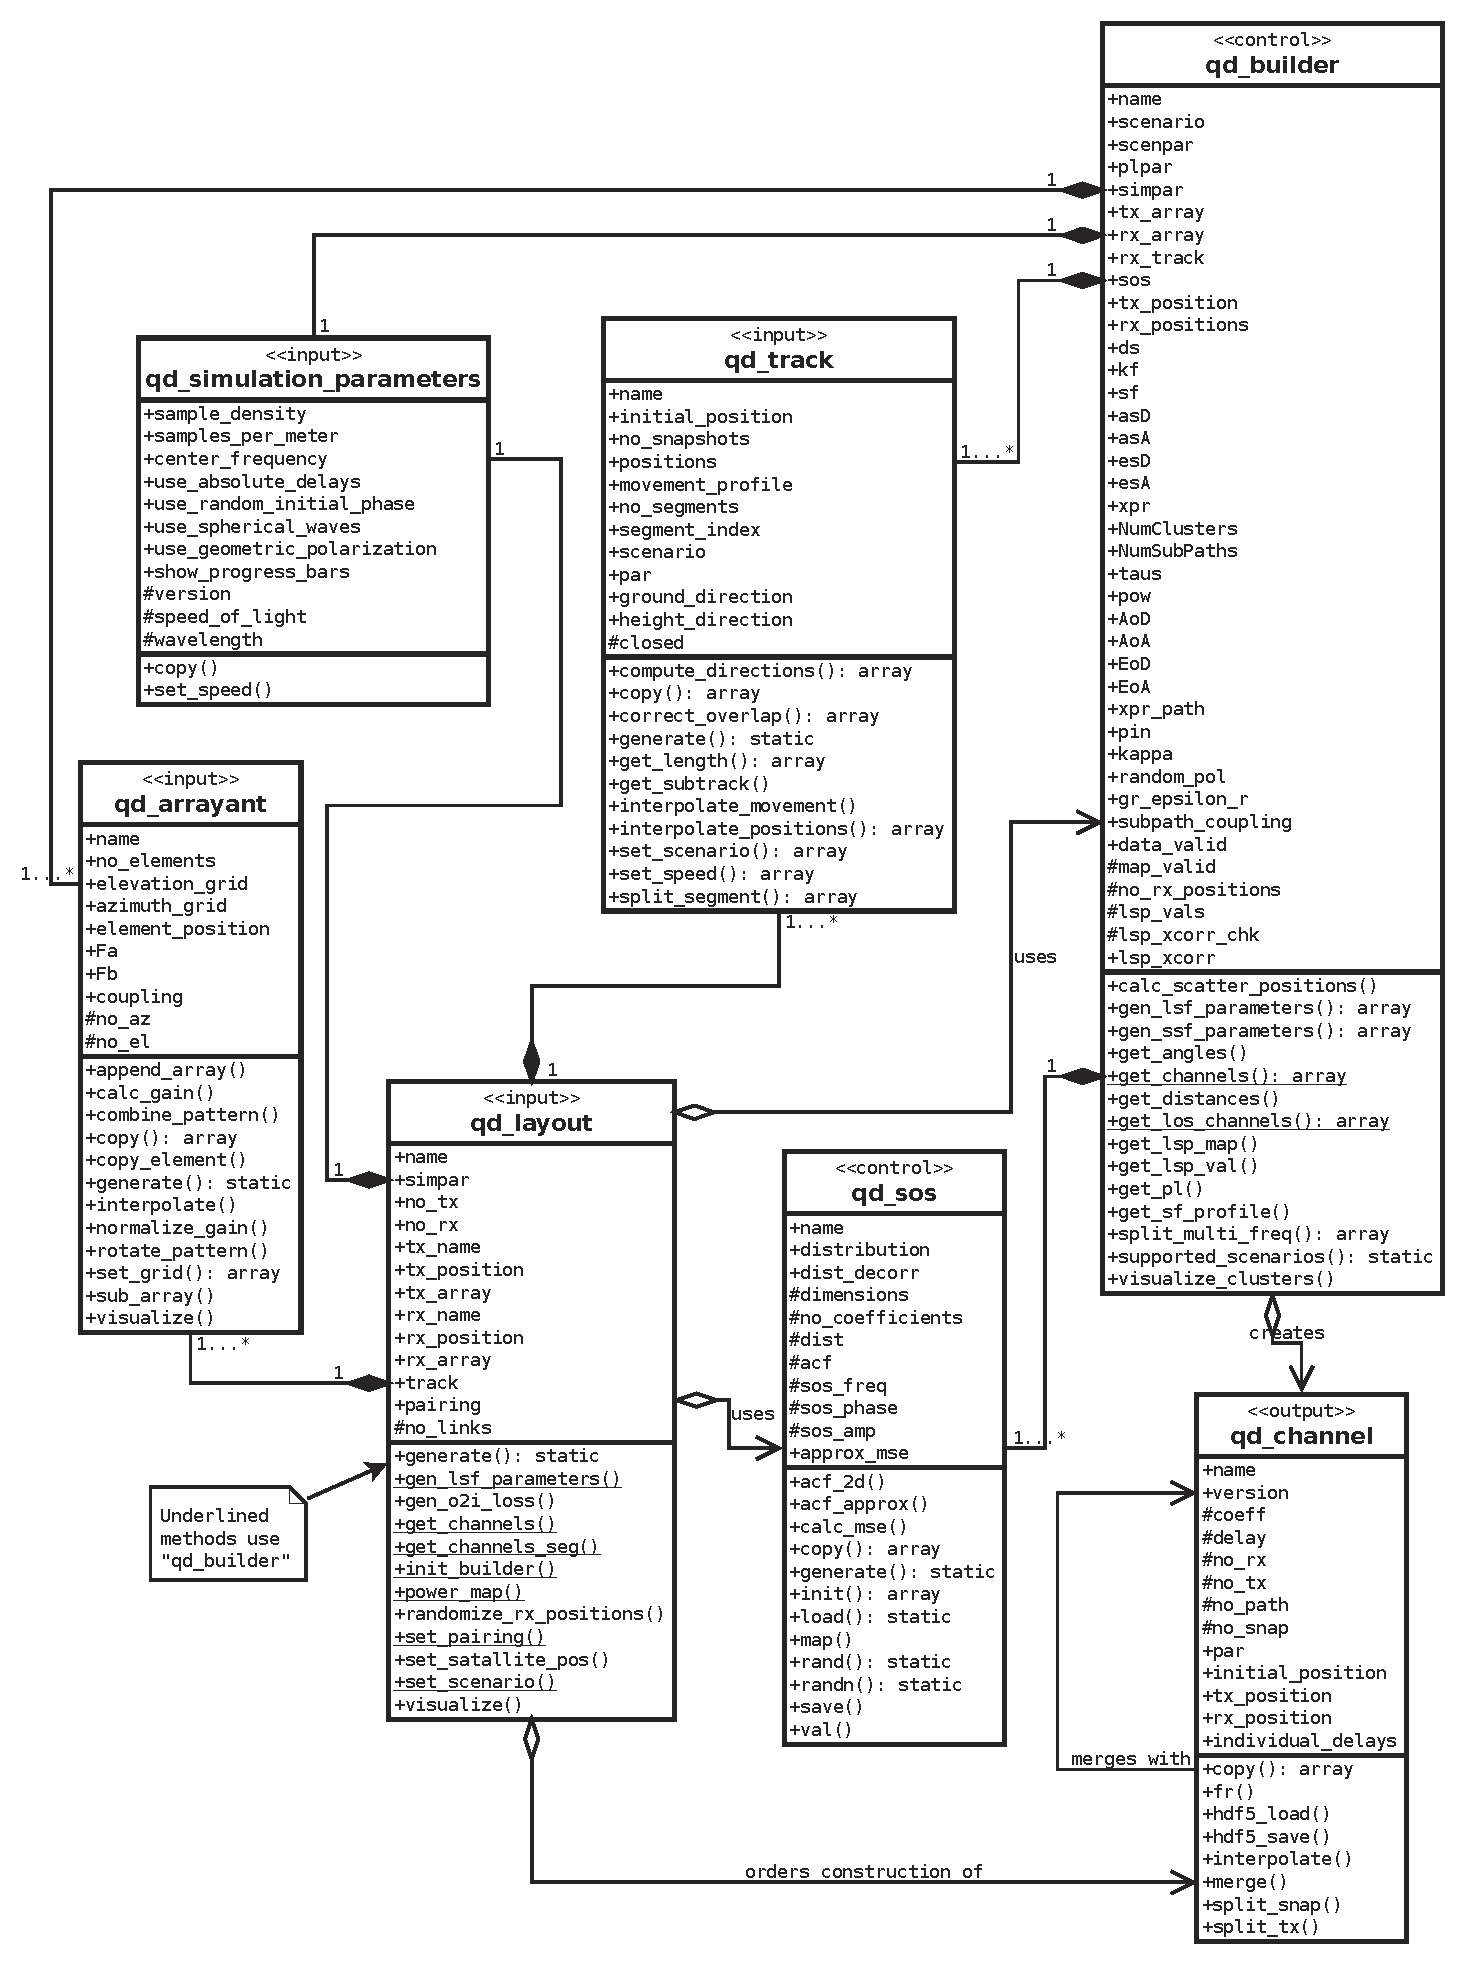 <<control>>
qd_builder
+name
+scenario
+scenpar
+plpar
+simpar
+tx_array
+rx_array
+rx_track
+sos
+tx_position
+rx_positions
+ds
+kf
+sf
+asD
+asA
+esD
+esA
+xpr
+NumClusters
+NumSubPaths
+taus
+pow
+AoD
+AoA
+EoD
+EoA
+xpr_path
+pin
+kappa
+random_pol
+gr_epsilon_r
+subpath_coupling
+data_valid
#map_valid
#no_rx_positions
#lsp_vals
#lsp_xcorr_chk
+lsp_xcorr
+calc_scatter_positions()
+gen_lsf_parameters(): array
+gen_ssf_parameters(): array
+get_angles()
+get_channels(): array
+get_distances()
+get_los_channels(): array
+get_lsp_map()
+get_lsp_val()
+get_pl()
+get_sf_profile()
+split_multi_freq(): array
+supported_scenarios(): static
+visualize_clusters()
1
1
1
1
<<input>>
qd_simulation_parameters
+sample_density
+samples_per_meter
+center_frequency
+use_absolute_delays
+use_random_initial_phase
+use_spherical_waves
+use_geometric_polarization
+show_progress_bars
#version
#speed_of_light
#wavelength
+copy()
+set_speed()
1
<<input>>
qd_track
+name
+initial_position
+no_snapshots
+positions
+movement_profile
+no_segments
+segment_index
+scenario
+par
+ground_direction
+height_direction
#closed
+compute_directions(): array
+copy(): array
+correct_overlap(): array
+generate(): static
+get_length(): array
+get_subtrack()
+interpolate_movement()
+interpolate_positions(): array
+set_scenario(): array
+set_speed(): array
+split_segment(): array
1...*
1...*
1...*
<<input>>
qd_arrayant
+name
+no_elements
+elevation_grid
+azimuth_grid
+element_position
+Fa
+Fb
+coupling
#no_az
#no_el
+append_array()
+calc_gain()
+combine_pattern()
+copy(): array
+copy_element()
+generate(): static
+interpolate()
+normalize_gain()
+rotate_pattern()
+set_grid(): array
+sub_array()
+visualize()
1...*
uses
1
1
1
1
<<input>>
qd_layout
+name
+simpar
+no_tx
+no_rx
+tx_name
+tx_position
+tx_array
+rx_name
+rx_position
+rx_array
+track
+pairing
#no_links
+generate(): static
+gen_lsf_parameters()
+gen_o2i_loss()
+get_channels()
+get_channels_seg()
+init_builder()
+power_map()
+randomize_rx_positions()
+set_pairing()
+set_satallite_pos()
+set_scenario()
+visualize()
Underlined
methods use
"qd_builder"
uses
<<control>>
qd_sos
+name
+distribution
+dist_decorr
#dimensions
#no_coefficients
#dist
#acf
#sos_freq
#sos_phase
#sos_amp
+approx_mse
+acf_2d()
+acf_approx()
+calc_mse()
+copy(): array
+generate(): static
+init(): array
+load(): static
+map()
+rand(): static
+randn(): static
+save()
+val()
1...*
creates
<<output>>
qd_channel
+name
+version
#coeff
#delay
#no_rx
#no_tx
#no_path
#no_snap
+par
+initial_position
+tx_position
+rx_position
+individual_delays
+copy(): array
+fr()
+hdf5_load()
+hdf5_save()
+interpolate()
+merge()
+split_snap()
+split_tx()
merges with
orders construction of